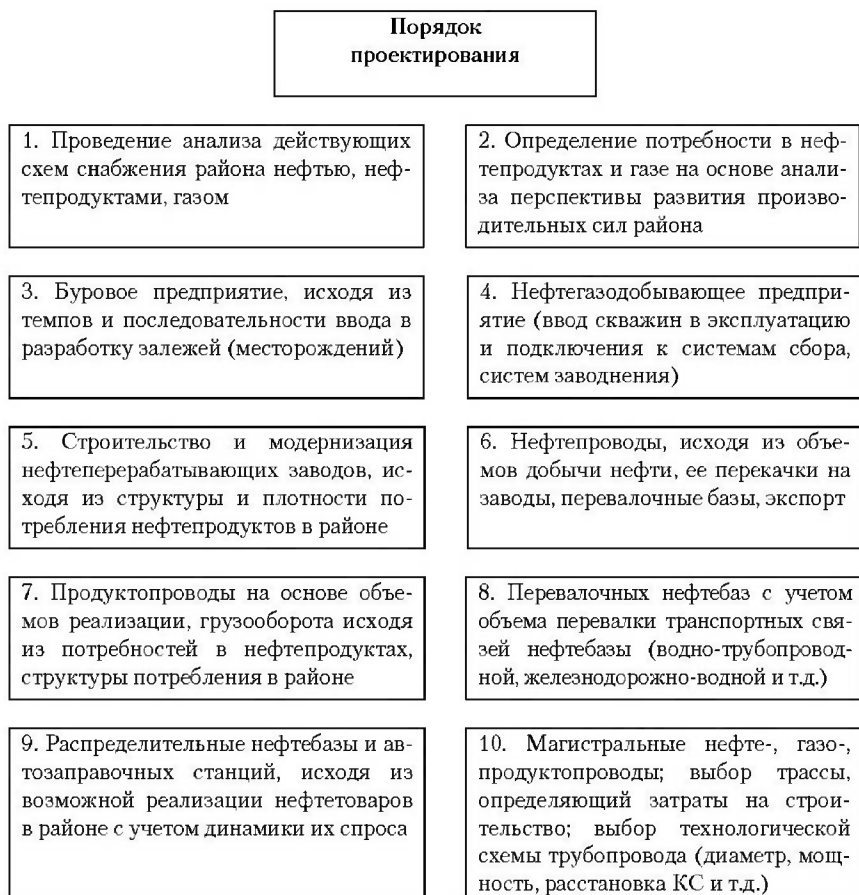 Порядок
проектирования
1. Проведение анализа действующих
схем снабжения района нефтью, неф-
тепродуктами, газом
2. Определение потребности в неф-
тепродуктах и газе на основе анали-
за перспективы развития произво-
дительных сил района
3. Буровое предприятие, исходя из
темпов и последовательности ввода в
разработку залежей (месторождений)
4. Нефтегазодобывающее предпри-
ятие (ввод скважин в эксплуатацию
и подключения к системам сбора,
систем заводнения)
5. Строительство и модернизация
нефтеперерабатывающих заводов, ис-
ходя из структуры и плотности по-
требления нефтепродуктов в районе
6. Нефтепроводы, исходя из объе-
мов добычи нефти, ее перекачки на
заводы, перевалочные базы, экспорт
7. Продуктопроводы на основе объе-
мов реализации, грузооборота исходя
из потребностей в нефтепродуктах,
структуры потребления в районе
8. Перевалочных нефтебаз с учетом
объема перевалки транспортных свя-
зей нефтебазы (водно-трубопровод-
ной, железнодорожно-водной и т.д.)
9. Распределительные нефтебазы и ав-
тозаправочных станций, исходя из
возможной реализации нефтетоваров
в районе с учетом динамики их спроса
10. Магистральные нефте-, газо-,
продуктопроводы; выбор трассы,
определяющий затраты на строи-
тельство; выбор технологической
схемы трубопровода (диаметр, мощ-
ность, расстановка КС и т.д.)